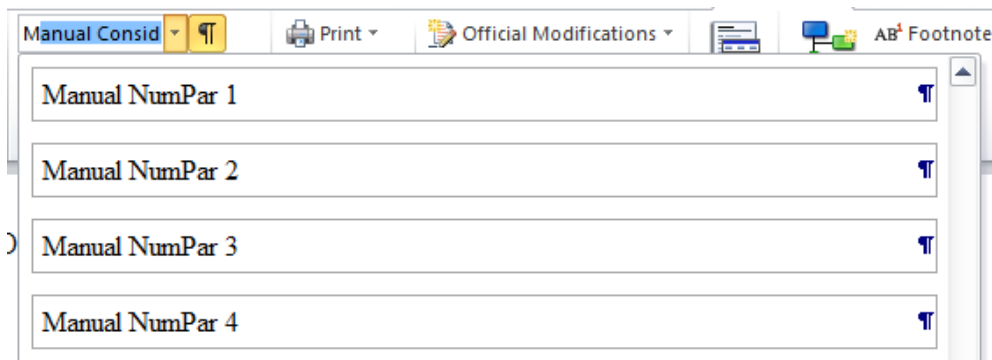 Manual Consid ¶ Print Official Modifications AB¹ Footnote
Manual NumPar 1 ¶
Manual NumPar 2 ¶
Manual NumPar 3 ¶
Manual NumPar 4 ¶